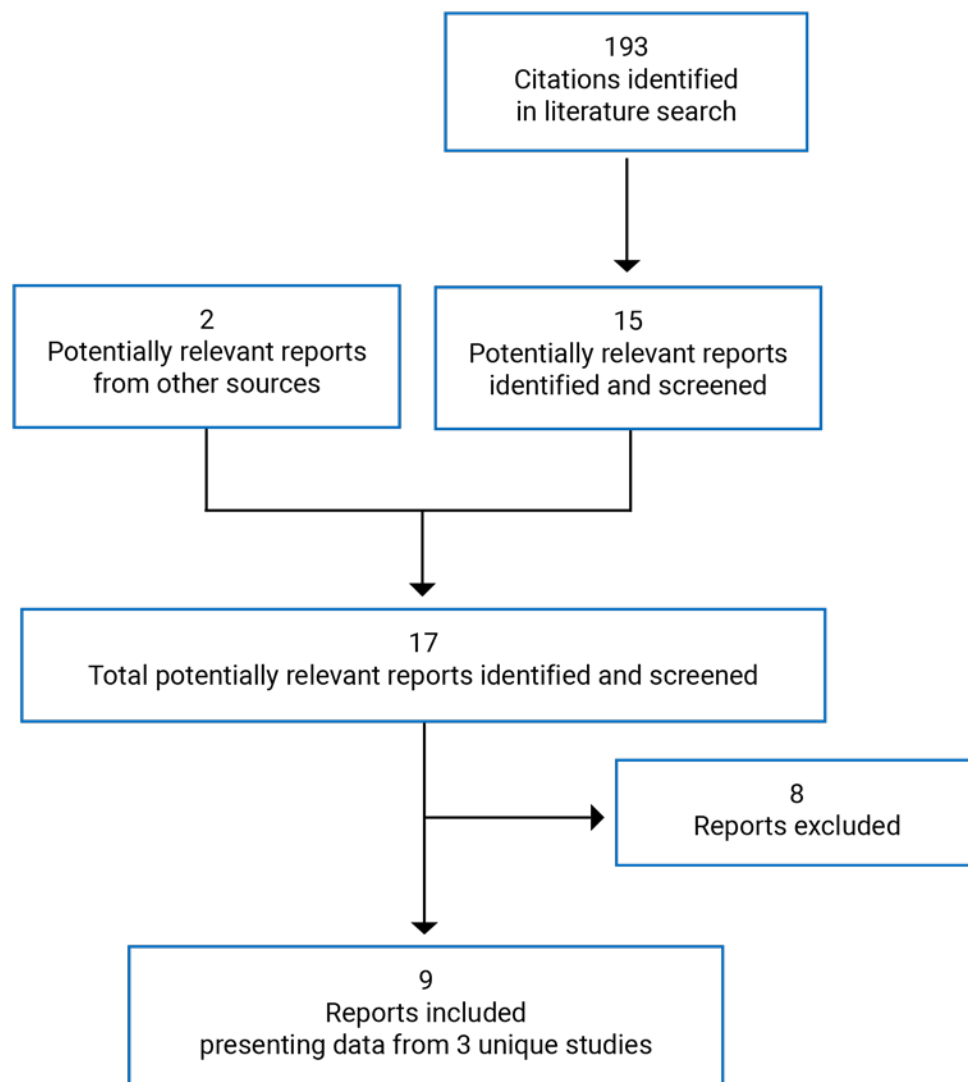 193
Citations identified
in literature search
2
Potentially relevant reports
from other sources
15
Potentially relevant reports
identified and screened
17
Total potentially relevant reports identified and screened
8
Reports excluded
9
Reports included
presenting data from 3 unique studies